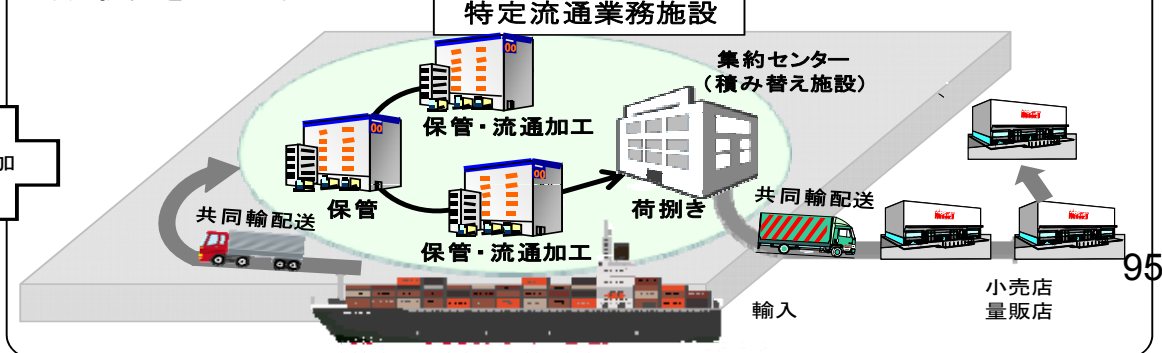 特定流通業務施設
集約センター
（積み替え施設）
保管・流通加工
保管
保管・流通加工
荷捌き
共同輸配送
共同輸配送
加
輸入
小売店
量販店
95